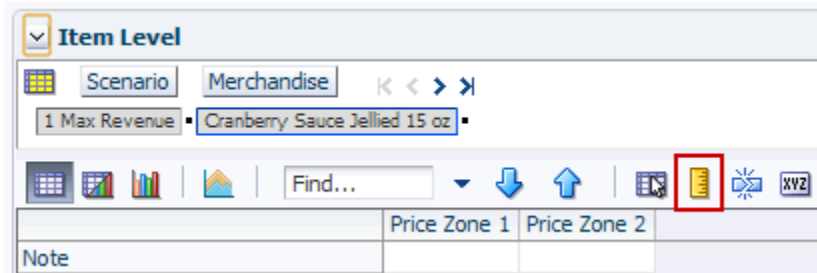 Item Level
Scenario Merchandise
1 Max Revenue Cranberry Sauce Jellied 15 oz
Find... XYZ
Price Zone 1 Price Zone 2
Note